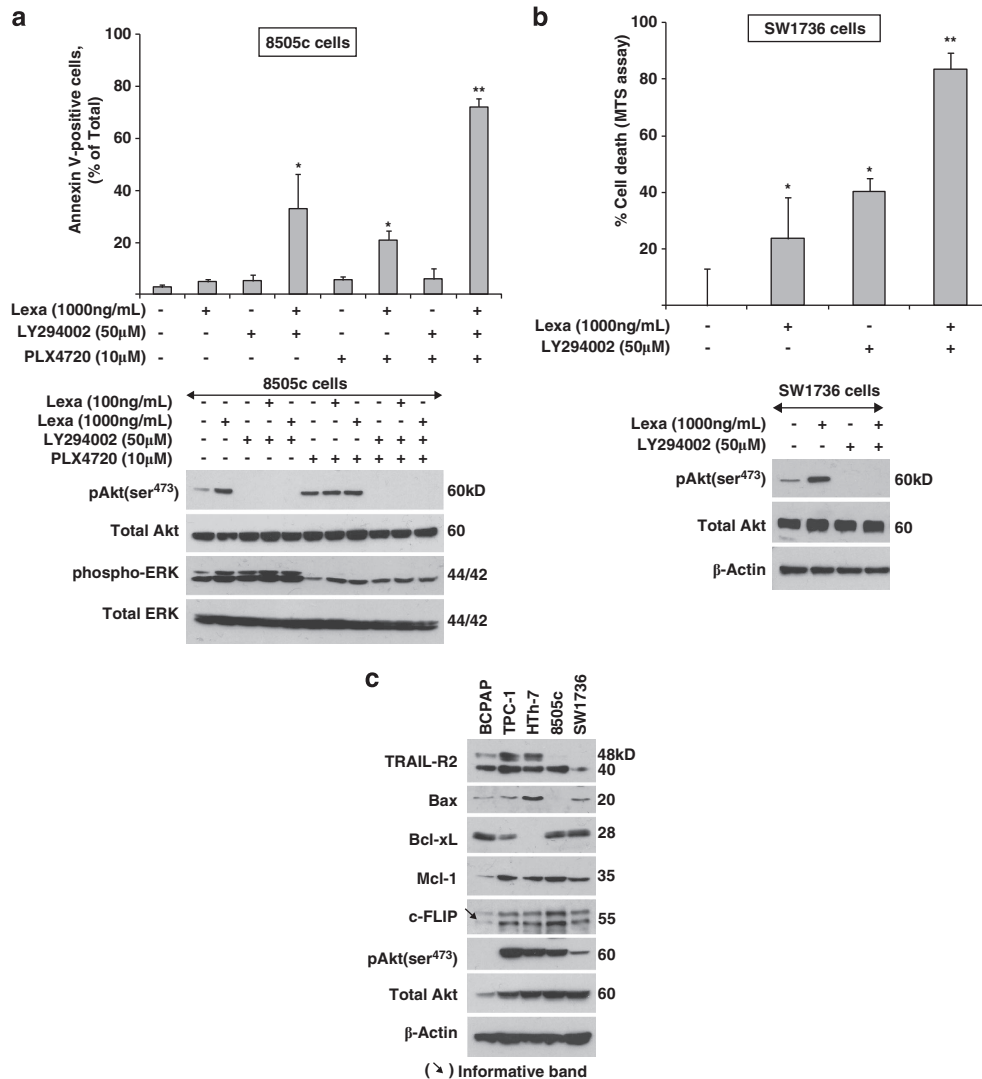 a
8505c cells
Annexin V-positive cells,
(% of Total)
100
80
60
40
20
* * **
Lexa (1000ng/mL) - + - + - + - +
LY294002 (50μM) - - + + - - + +
PLX4720 (10μM) - - - - + + + +
8505c cells
Lexa (100ng/mL) - - - + - - + - - + -
Lexa (1000ng/mL) - + - - + - - + - - +
LY294002 (50μM) - - + + + - - - + + +
PLX4720 (10μM) - - - - - + + + + + +
pAkt(ser473) 60kD
Total Akt 60
phospho-ERK 44/42
Total ERK 44/42
b
SW1736 cells
% Cell death (MTS assay)
100
80
60
40
20
* * **
Lexa (1000ng/mL) - + - +
LY294002 (50μM) - - + +
SW1736 cells
Lexa (1000ng/mL) - + - +
LY294002 (50μM) - - + +
pAkt(ser473) 60kD
Total Akt 60
β-Actin
c
BCPAP TPC-1 HTh-7 8505c SW1736
TRAIL-R2 48kD
40
Bax 20
Bcl-xL 28
Mcl-1 35
c-FLIP 55
pAkt(ser473) 60
Total Akt 60
β-Actin
(↘) Informative band